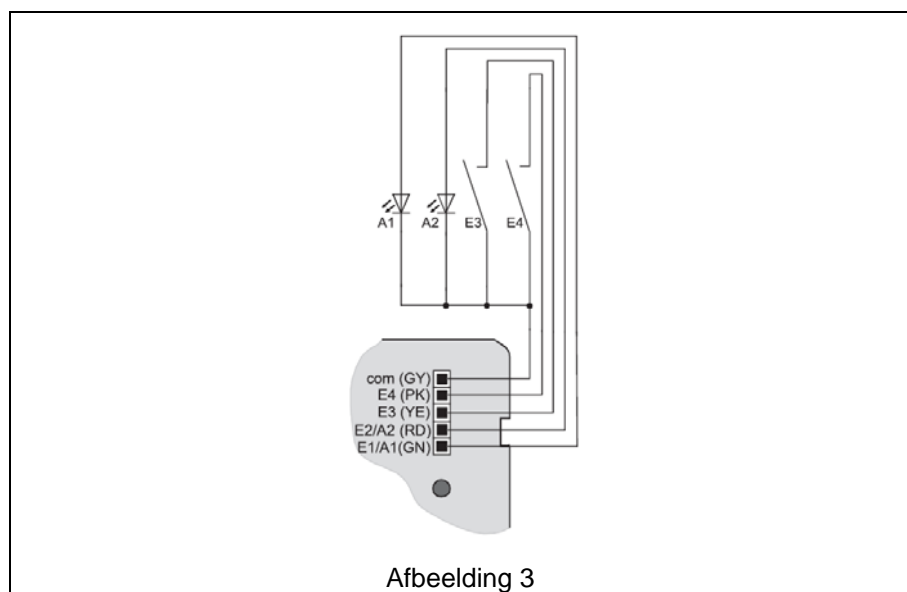 A1 A2 E3 E4
com (GY)
E4 (PK)
E3 (YE)
E2/A2 (RD)
E1/A1(GN)
Afbeelding 3